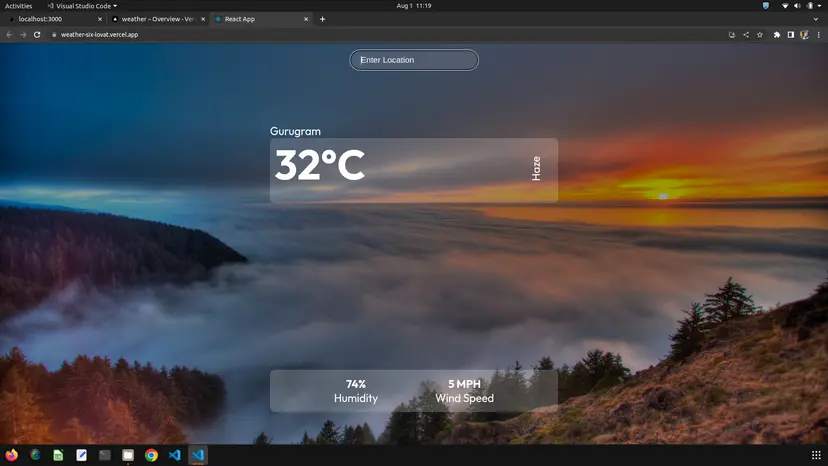 Activities
Visual Studio Code
Aug 1 11:19
localhost:3000
weather – Overview - Ver
React App
weather-six-lovat.vercel.app
Enter Location
Gurugram
32°C
Haze
74%
5 MPH
Humidity
Wind Speed